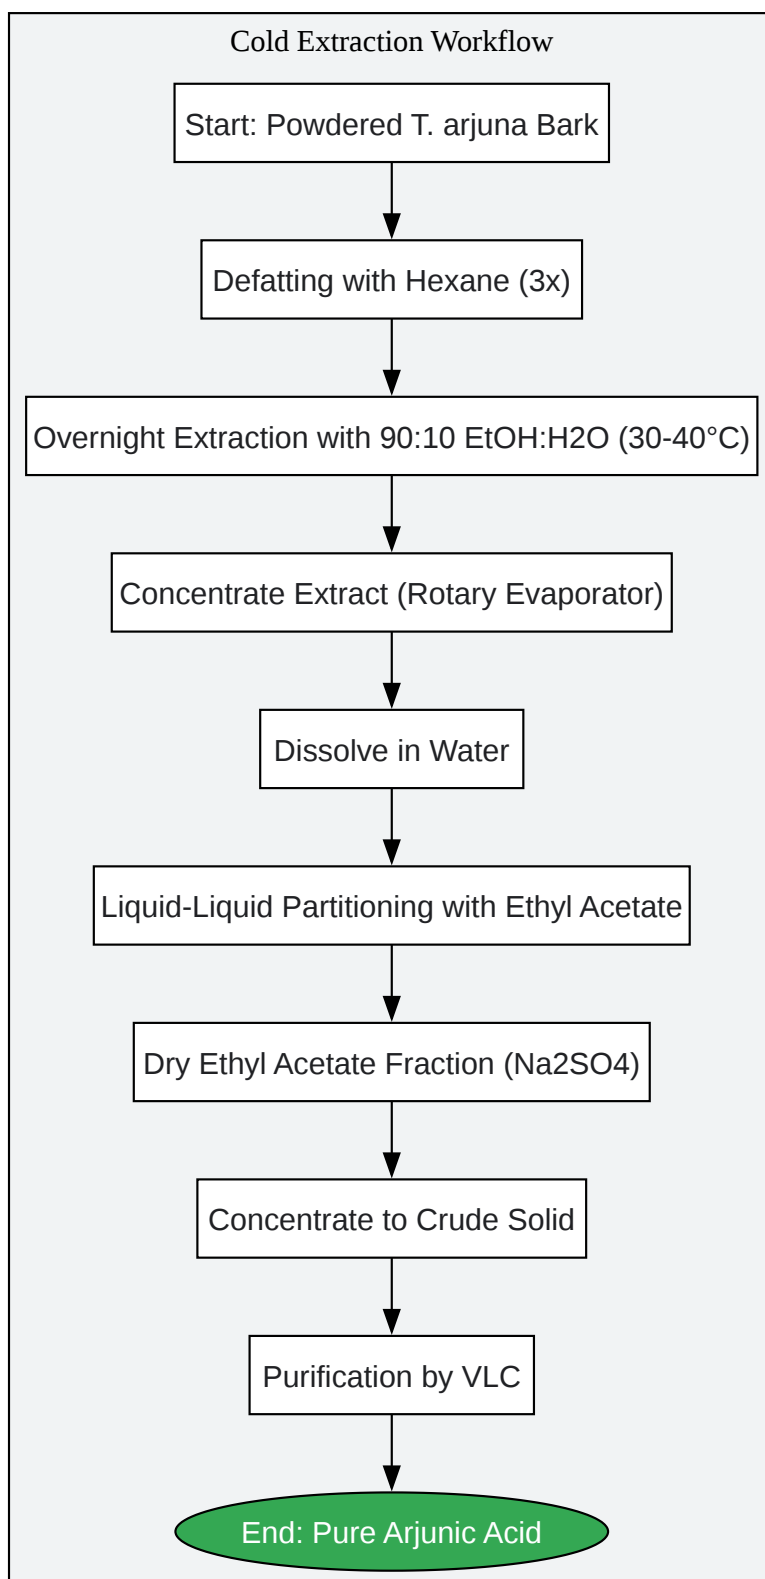 Cold Extraction Workflow
Start: Powdered T. arjuna Bark
Defatting with Hexane (3x)
Overnight Extraction with 90:10 EtOH:H2O (30-40°C)
Concentrate Extract (Rotary Evaporator)
Dissolve in Water
Liquid-Liquid Partitioning with Ethyl Acetate
Dry Ethyl Acetate Fraction (Na2SO4)
Concentrate to Crude Solid
Purification by VLC
End: Pure Arjunic Acid